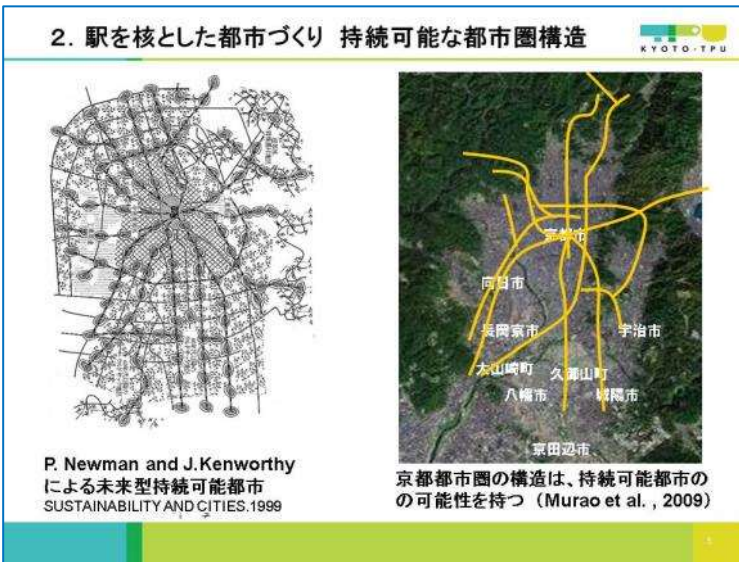 ２．駅を核とした都市づくり 持続可能な都市圏構造
KYOTO-TPU
京都市
向日市
長岡京市
宇治市
大山崎町
久御山町
八幡市
城陽市
京田辺市
P. Newman and J.Kenworthy
による未来型持続可能都市
SUSTAINABILITY AND CITIES.1999
京都都市圏の構造は、持続可能都市の
の可能性を持つ （Murao et al. , 2009）